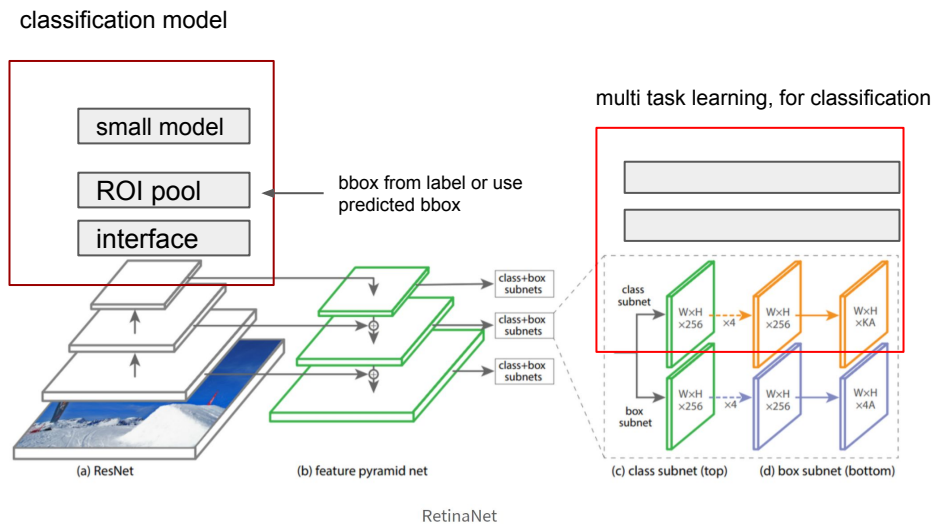 classification model
small model
ROI pool
interface
bbox from label or use
predicted bbox
multi task learning, for classification
class+box
subnets
class+box
subnets
class+box
subnets
class
subnet
W×H
×256
×4
W×H
×256
W×H
×KA
box
subnet
W×H
×256
×4
W×H
×256
W×H
×4A
(a) ResNet
(b) feature pyramid net
(c) class subnet (top)
(d) box subnet (bottom)
RetinaNet